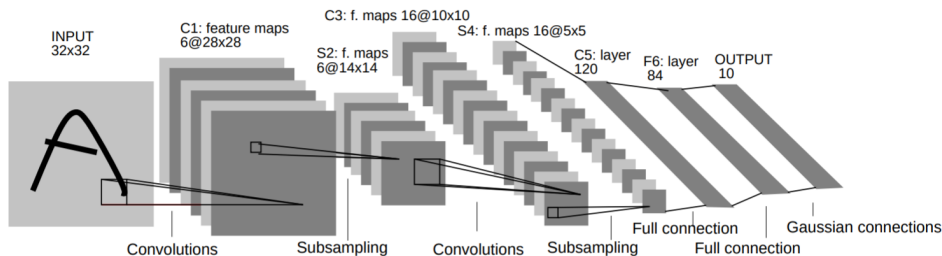 INPUT
32x32
C1: feature maps
6@28x28
S2: f. maps
6@14x14
C3: f. maps 16@10x10
S4: f. maps 16@5x5
C5: layer
120
F6: layer
84
OUTPUT
10
Convolutions
Subsampling
Convolutions
Subsampling
Full connection
Full connection
Gaussian connections